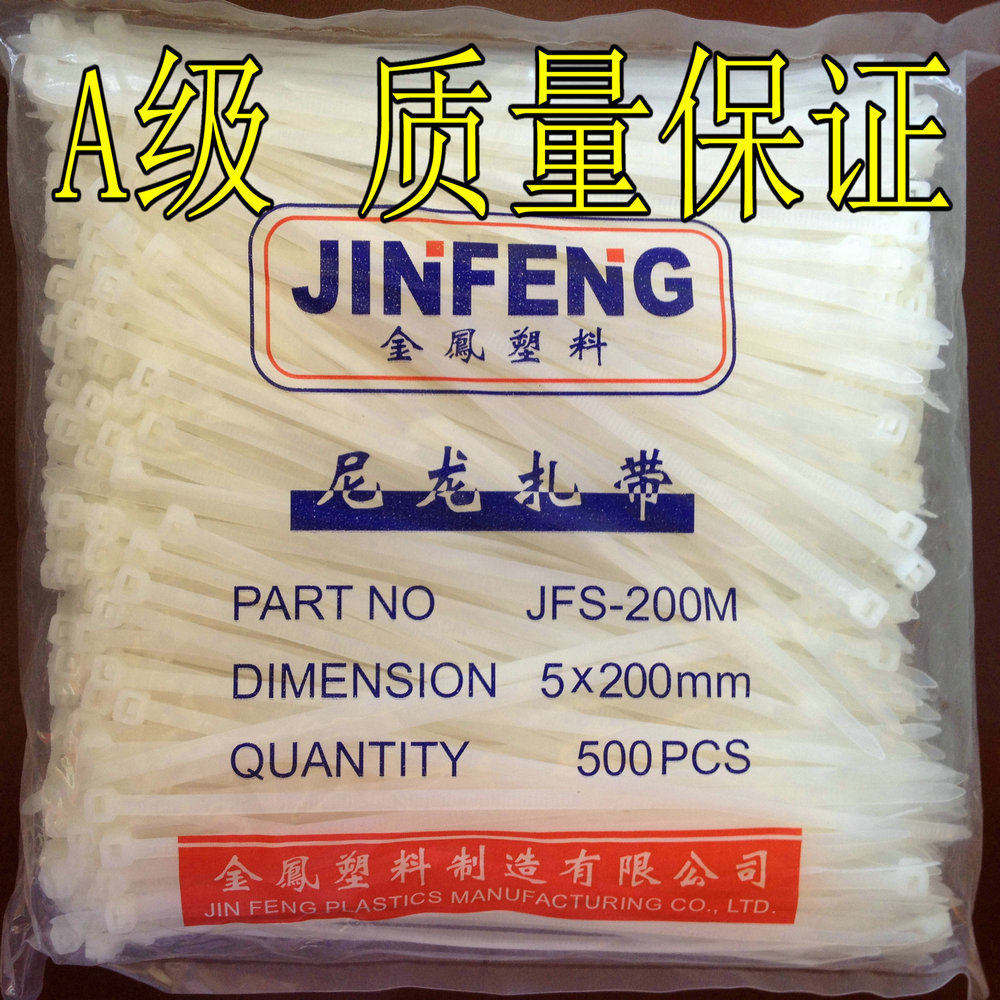 A级 质量保证
JINFENG
金鳳塑料
尼龙扎带
PART NO JFS-200M
DIMENSION 5×200mm
QUANTITY 500PCS
金鳳塑料制造有限公司
JIN FENG PLASTICS MANUFACTURING CO., LTD.